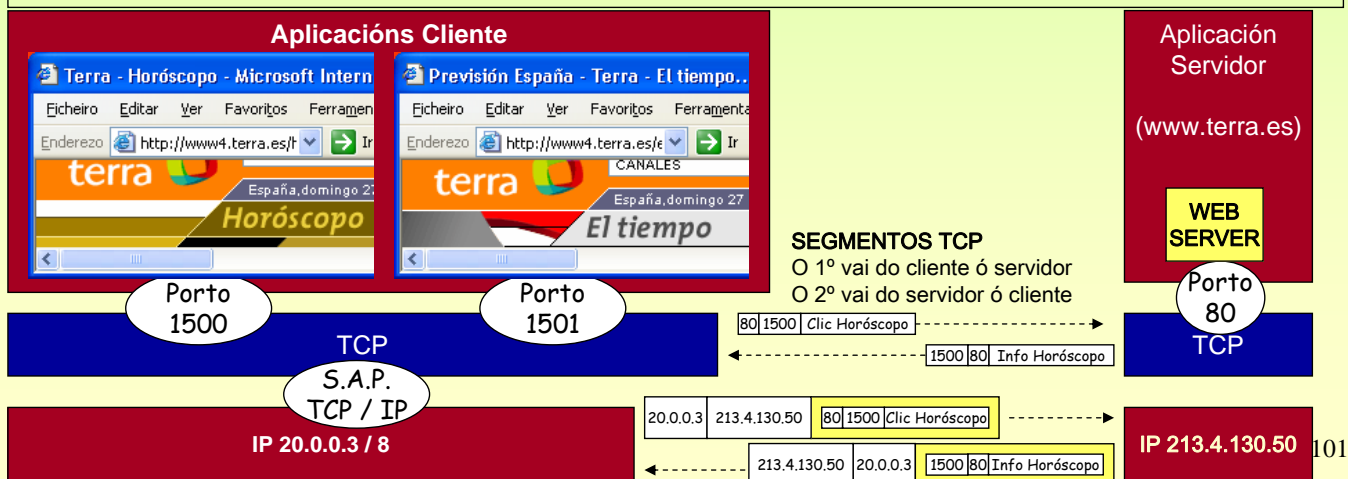 Aplicacións Cliente
Terra - Horóscopo - Microsoft Intern
Ficheiro Editar Ver Favoritos Ferramen
Enderezo http://www4.terra.es/h Ir
terra
España,domingo 27
Horóscopo
Previsión España - Terra - El tiempo..
Ficheiro Editar Ver Favoritos Ferramenta
Enderezo http://www4.terra.es/e Ir
CANALES
terra
España,domingo 27
El tiempo
Aplicación
Servidor
(www.terra.es)
WEB
SERVER
SEGMENTOS TCP
O 1º vai do cliente ó servidor
O 2º vai do servidor ó cliente
Porto
1500
Porto
1501
Porto
80
TCP
80 1500 Clic Horóscopo
1500 80 Info Horóscopo
TCP
S.A.P.
TCP / IP
IP 20.0.0.3 / 8
20.0.0.3 213.4.130.50 80 1500 Clic Horóscopo
213.4.130.50 20.0.0.3 1500 80 Info Horóscopo
IP 213.4.130.50
101